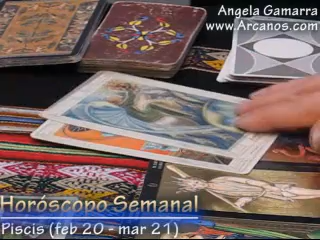 Angela Gamarra
www.Arcanos.com
Horóscopo Semanal
Piscis (feb 20 - mar 21)